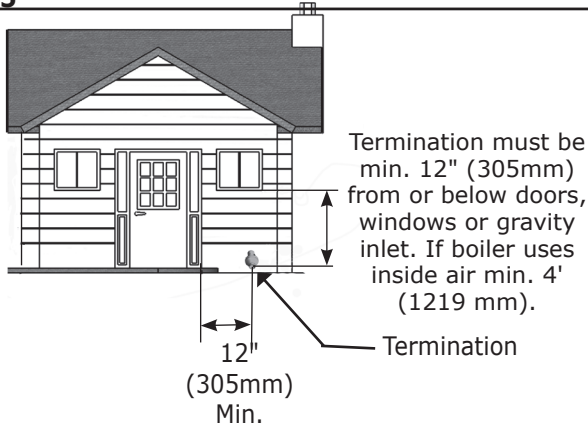 Termination must be
min. 12" (305mm)
from or below doors,
windows or gravity
inlet. If boiler uses
inside air min. 4'
(1219 mm).
Termination
12"
(305mm)
Min.